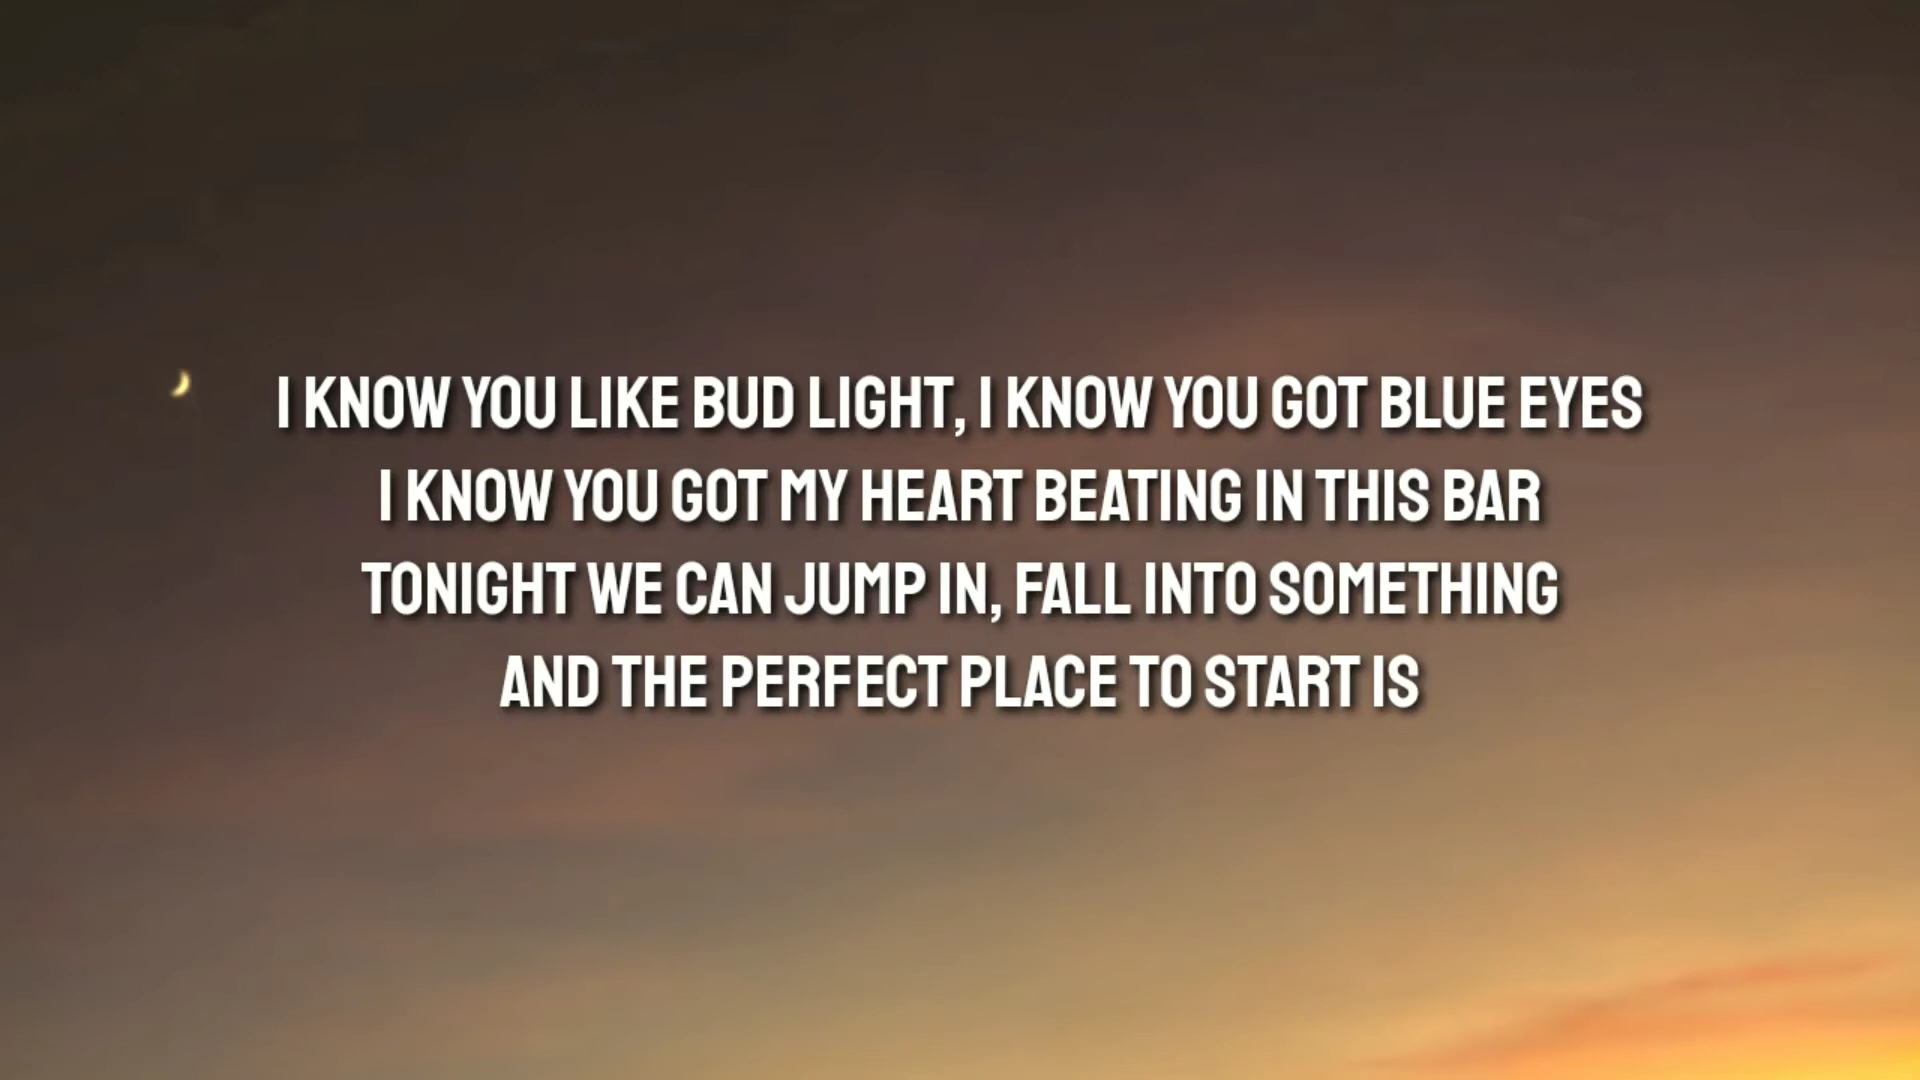 I KNOW YOU LIKE BUD LIGHT, I KNOW YOU GOT BLUE EYES
I KNOW YOU GOT MY HEART BEATING IN THIS BAR
TONIGHT WE CAN JUMP IN, FALL INTO SOMETHING
AND THE PERFECT PLACE TO START IS